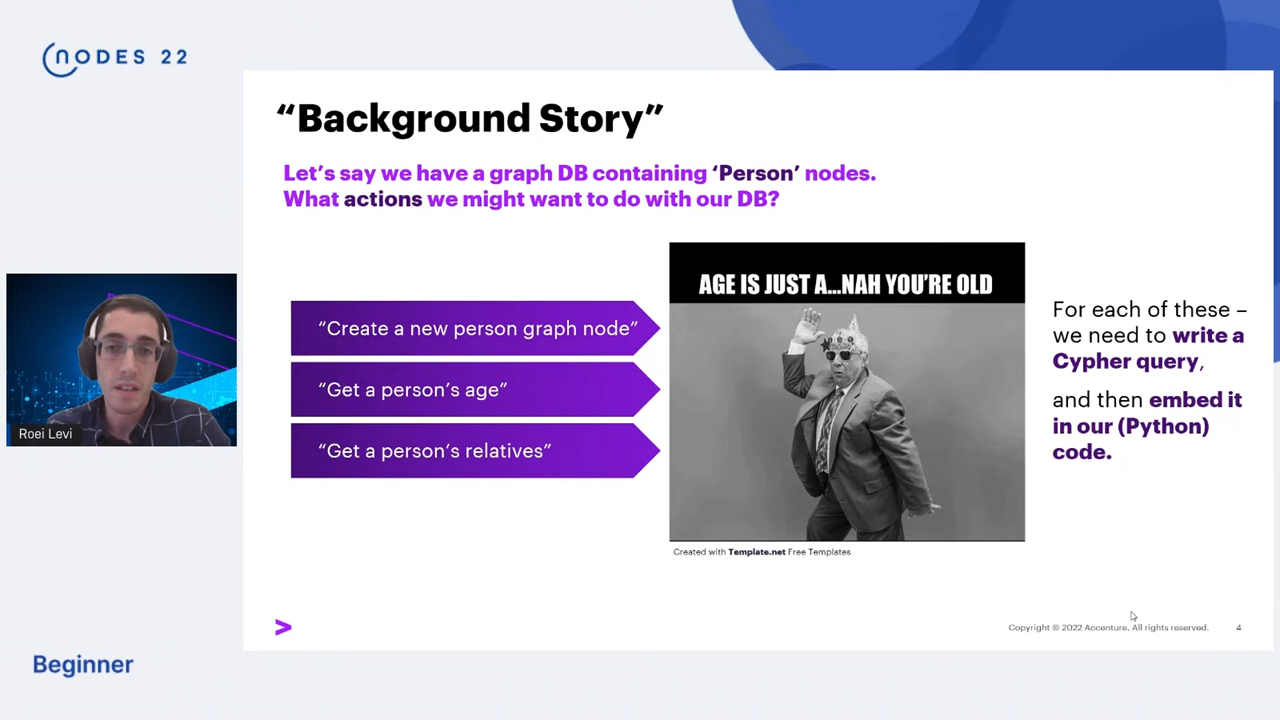 NODES 22
“Background Story”
Let’s say we have a graph DB containing ‘Person’ nodes.
What actions we might want to do with our DB?
“Create a new person graph node”
“Get a person’s age”
“Get a person’s relatives”
AGE IS JUST A...NAH YOU’RE OLD
Created with Template.net Free Templates
For each of these –
we need to write a
Cypher query,
and then embed it
in our (Python)
code.
Roei Levi
>
Copyright © 2022 Accenture. All rights reserved.
4
Beginner